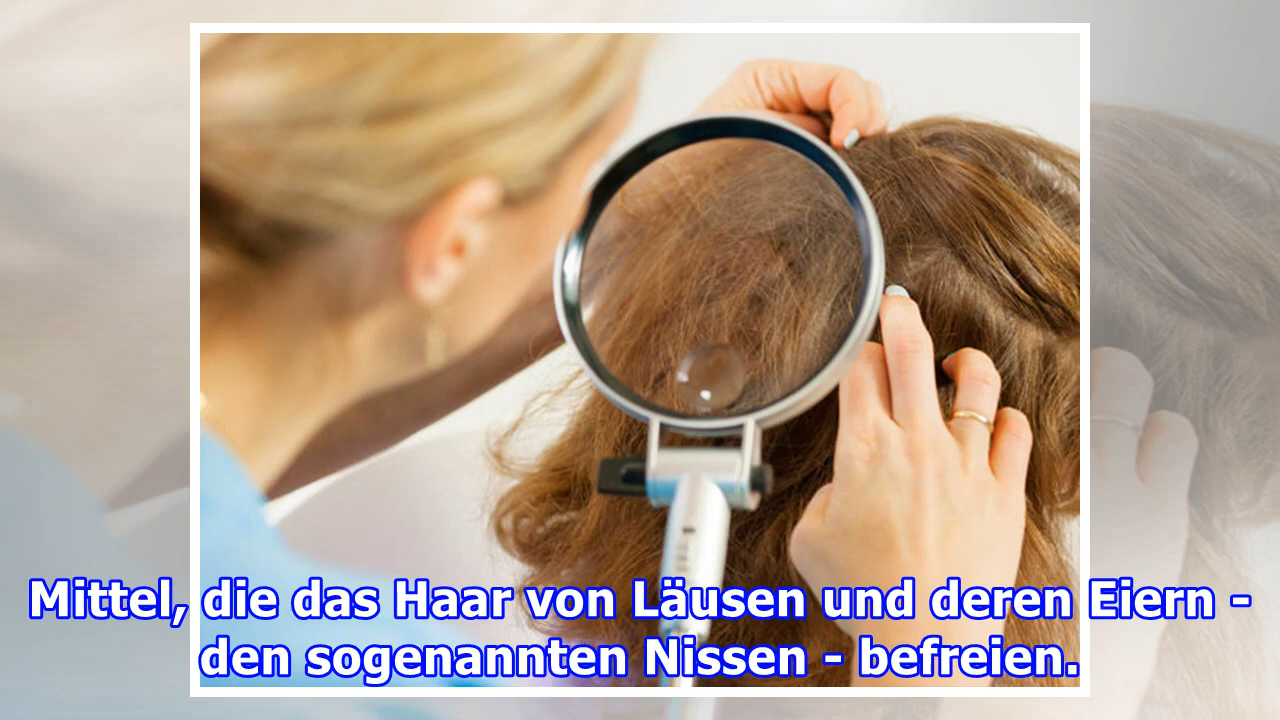 Mittel, die das Haar von Läusen und deren Eiern -
den sogenannten Nissen - befreien.